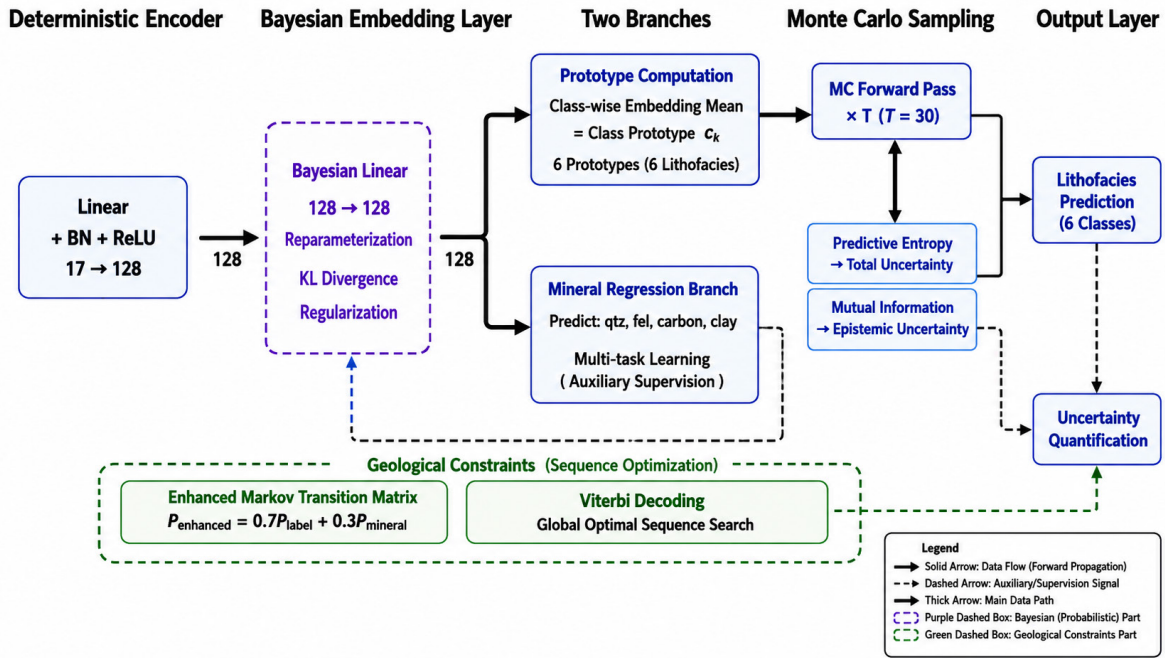 Deterministic Encoder
Bayesian Embedding Layer
Two Branches
Monte Carlo Sampling
Output Layer
Linear
+ BN + ReLU
17 → 128
128
Bayesian Linear
128 → 128
Reparameterization
KL Divergence
Regularization
128
Prototype Computation
Class-wise Embedding Mean
= Class Prototype c_k
6 Prototypes (6 Lithofacies)
Mineral Regression Branch
Predict: qtz, fel, carbon, clay
Multi-task Learning
( Auxiliary Supervision )
MC Forward Pass
× T (T = 30)
Predictive Entropy
→ Total Uncertainty
Mutual Information
→ Epistemic Uncertainty
Lithofacies
Prediction
(6 Classes)
Uncertainty
Quantification
Geological Constraints (Sequence Optimization)
Enhanced Markov Transition Matrix
P_enhanced = 0.7P_label + 0.3P_mineral
Viterbi Decoding
Global Optimal Sequence Search
Legend
Solid Arrow: Data Flow (Forward Propagation)
Dashed Arrow: Auxiliary/Supervision Signal
Thick Arrow: Main Data Path
Purple Dashed Box: Bayesian (Probabilistic) Part
Green Dashed Box: Geological Constraints Part